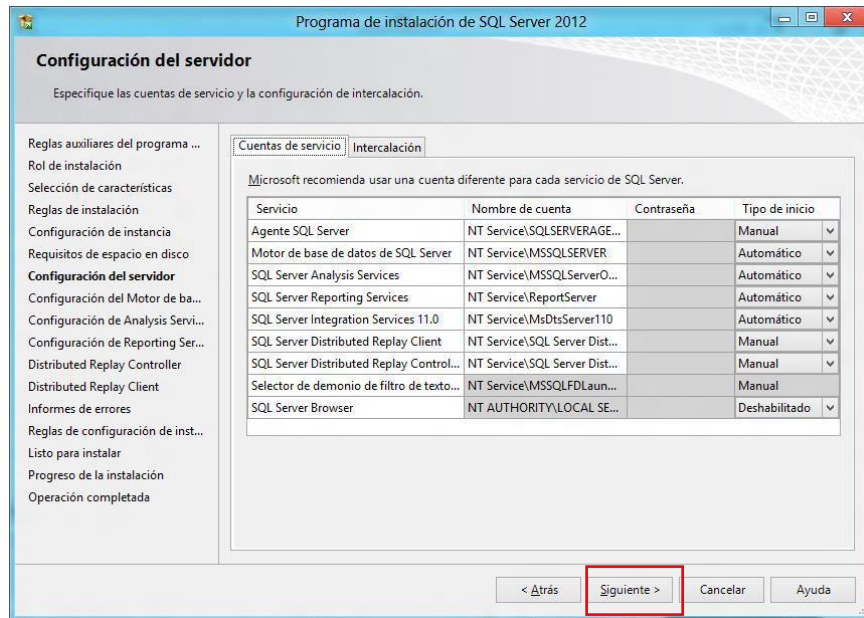 Programa de instalación de SQL Server 2012
Configuración del servidor
Especifique las cuentas de servicio y la configuración de intercalación.
Reglas auxiliares del programa ...
Rol de instalación
Selección de características
Reglas de instalación
Configuración de instancia
Requisitos de espacio en disco
Configuración del servidor
Configuración del Motor de ba...
Configuración de Analysis Servi...
Configuración de Reporting Ser...
Distributed Replay Controller
Distributed Replay Client
Informes de errores
Reglas de configuración de inst...
Listo para instalar
Progreso de la instalación
Operación completada
Cuentas de servicio Intercalación
Microsoft recomienda usar una cuenta diferente para cada servicio de SQL Server.
Servicio Nombre de cuenta Contraseña Tipo de inicio
Agente SQL Server NT Service\SQLSERVERAGE... Manual
Motor de base de datos de SQL Server NT Service\MSSQLSERVER Automático
SQL Server Analysis Services NT Service\MSSQLServerO... Automático
SQL Server Reporting Services NT Service\ReportServer Automático
SQL Server Integration Services 11.0 NT Service\MsDtsServer110 Automático
SQL Server Distributed Replay Client NT Service\SQL Server Dist... Manual
SQL Server Distributed Replay Control... NT Service\SQL Server Dist... Manual
Selector de demonio de filtro de texto... NT Service\MSSQLFDLaun... Manual
SQL Server Browser NT AUTHORITY\LOCAL SE... Deshabilitado
< Atrás Siguiente > Cancelar Ayuda